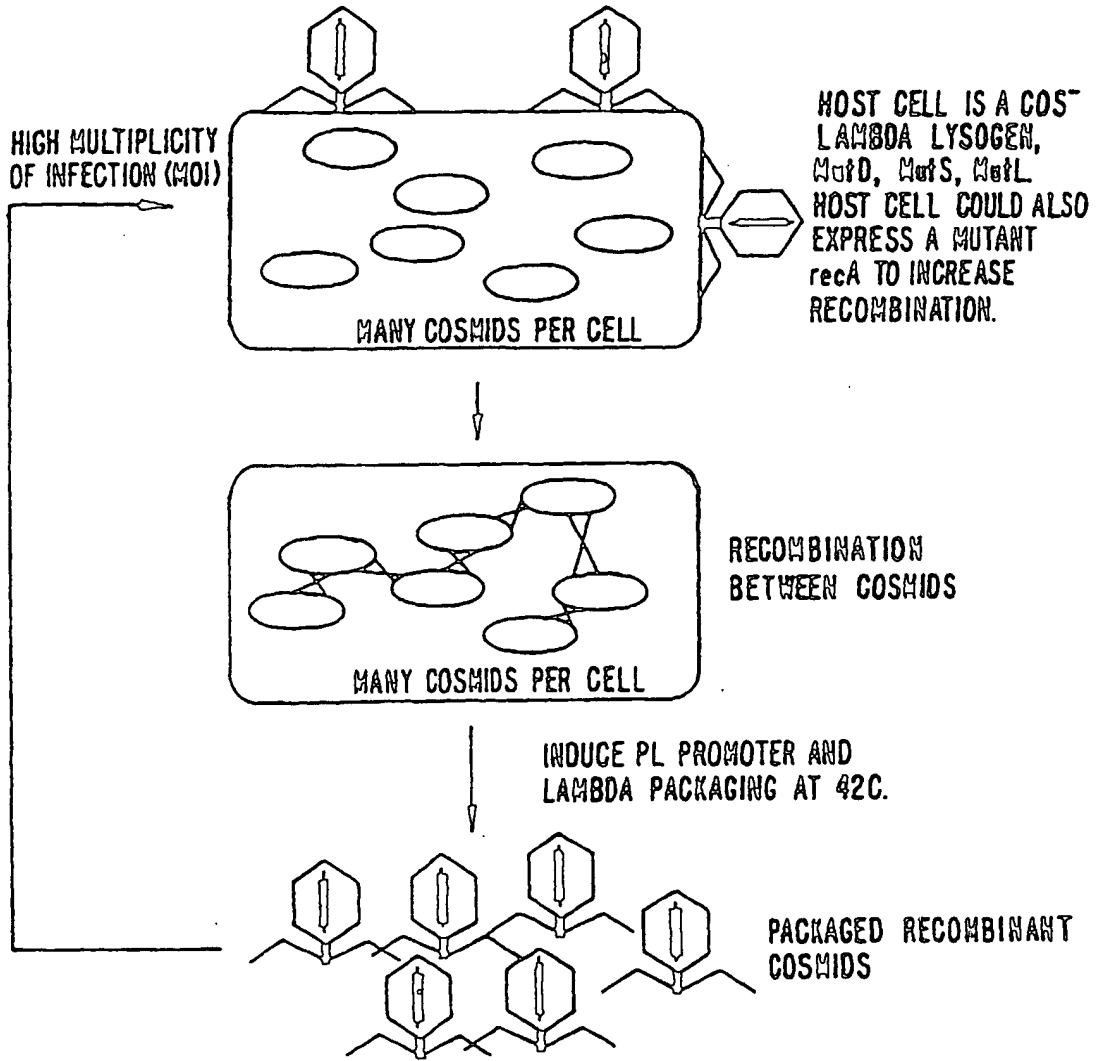 HIGH MULTIPLICITY
OF INFECTION (MOI)
HOST CELL IS A COS⁻
LAMBDA LYSOGEN,
MutD, MutS, MutL
HOST CELL COULD ALSO
EXPRESS A MUTANT
recA TO INCREASE
RECOMBINATION.
MANY COSMIDS PER CELL
RECOMBINATION
BETWEEN COSMIDS
MANY COSMIDS PER CELL
INDUCE PL PROMOTER AND
LAMBDA PACKAGING AT 42C.
PACKAGED RECOMBINANT
COSMIDS